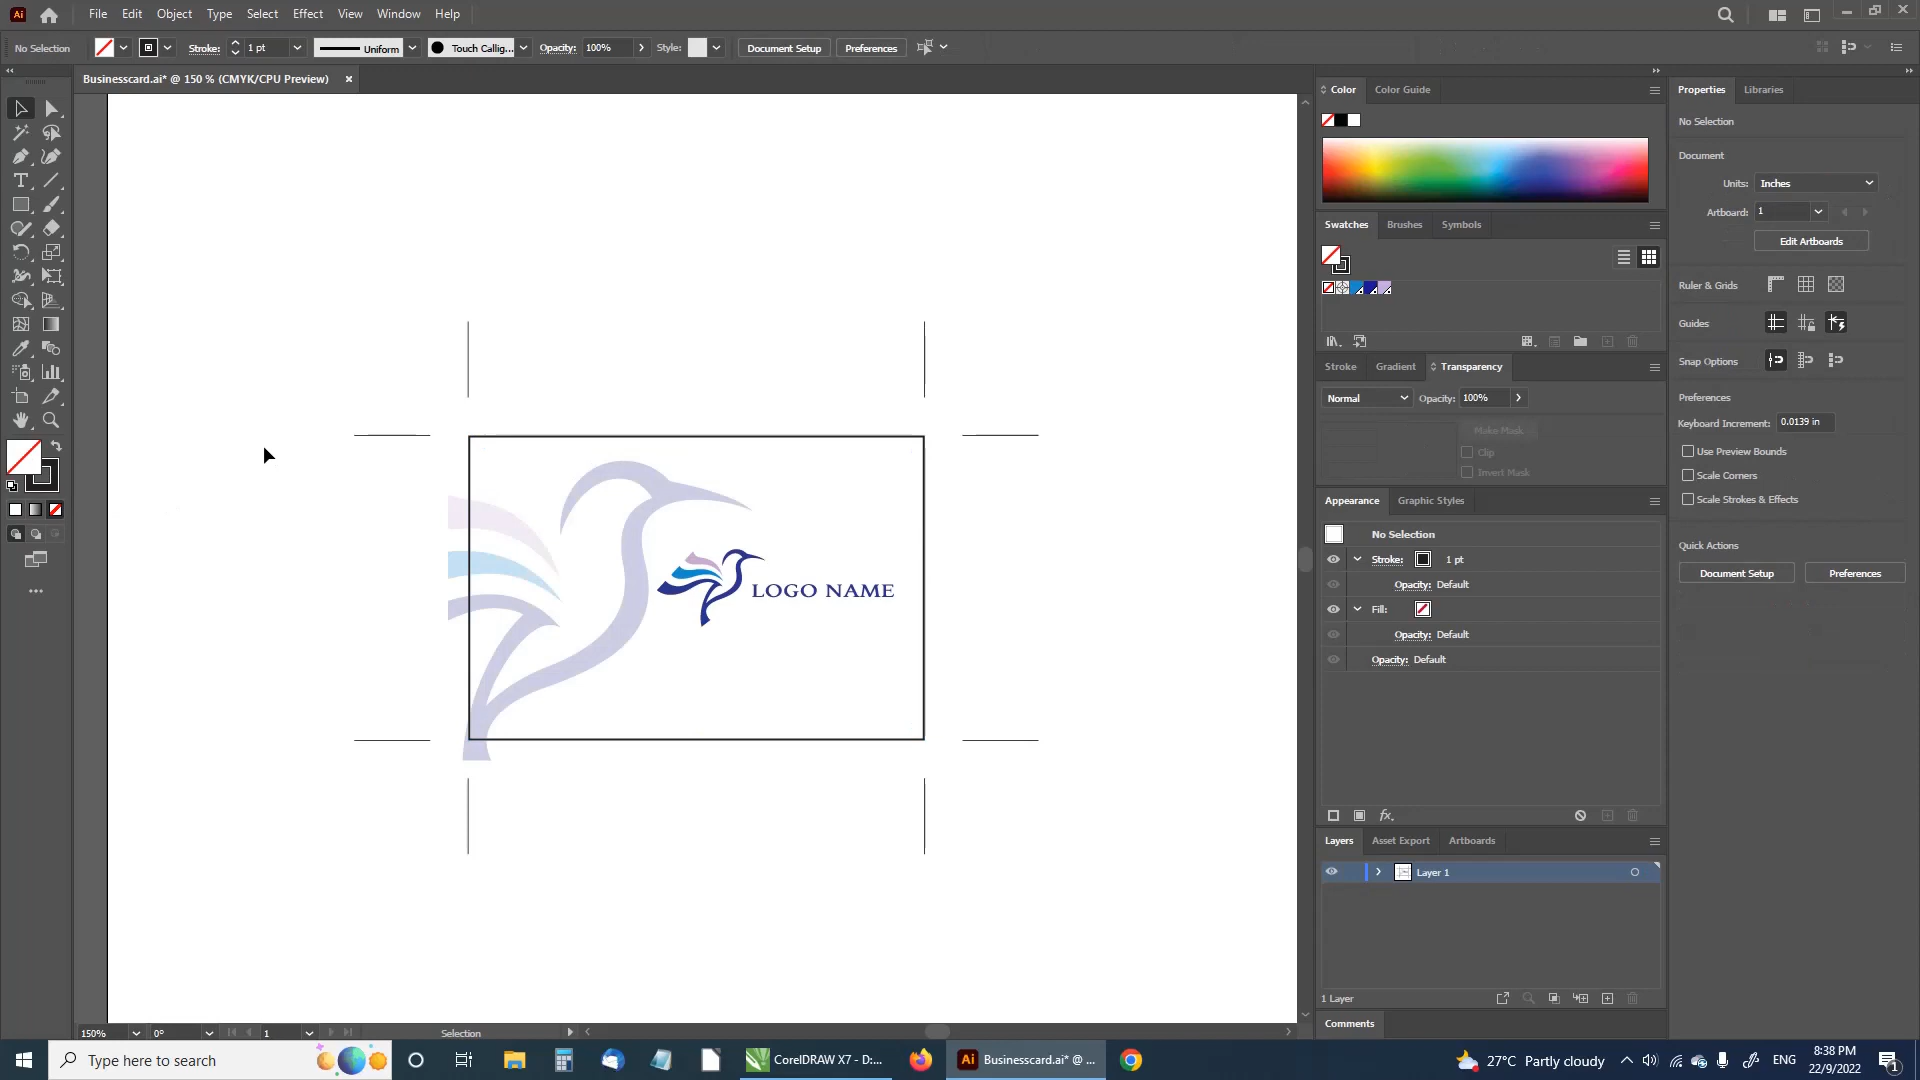 File Edit Object Type Select Effect View Window Help
No Selection Stroke: 1 pt Uniform Touch Callig... Opacity: 100% Style: Document Setup Preferences
Businesscard.ai* @ 150 % (CMYK/CPU Preview) ×
LOGO NAME
150% 0° 1 Selection
Color Color Guide
Swatches Brushes Symbols
Stroke Gradient Transparency
Normal Opacity: 100%
Make Mask
Clip
Invert Mask
Appearance Graphic Styles
No Selection
Stroke: 1 pt
Opacity: Default
Fill:
Opacity: Default
Opacity: Default
fx.
Layers Asset Export Artboards
Layer 1
1 Layer
Comments
Properties Libraries
No Selection
Document
Units: Inches
Artboard: 1
Edit Artboards
Ruler & Grids
Guides
Snap Options
Preferences
Keyboard Increment: 0.0139 in
Use Preview Bounds
Scale Corners
Scale Strokes & Effects
Quick Actions
Document Setup Preferences
Type here to search
CorelDRAW X7 - D:...
Ai Businesscard.ai* @ ...
27°C Partly cloudy
ENG
8:38 PM
22/9/2022
1